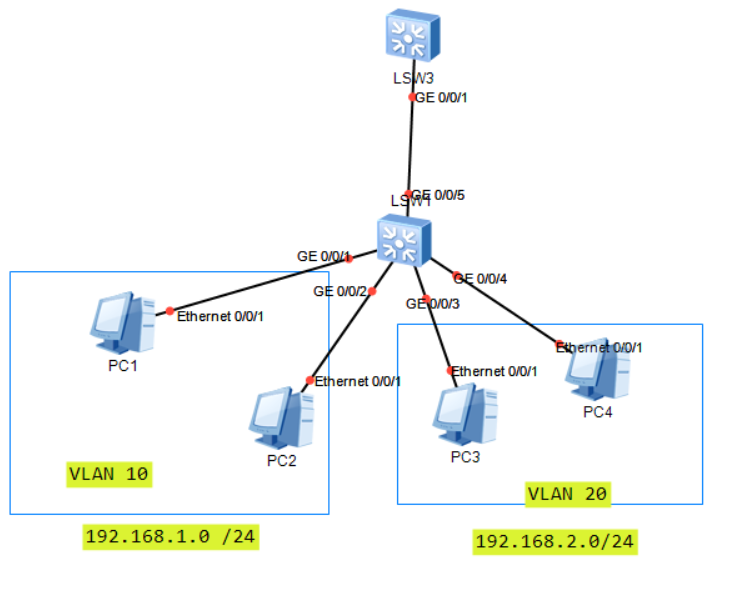 LSW3
GE 0/0/1
GE 0/0/5
LSW1
GE 0/0/1
GE 0/0/4
GE 0/0/2
GE 0/0/3
Ethernet 0/0/1
Ethernet 0/0/1
PC1
Ethernet 0/0/1
Ethernet 0/0/1
PC4
PC2
PC3
VLAN 10
VLAN 20
192.168.1.0 /24
192.168.2.0/24